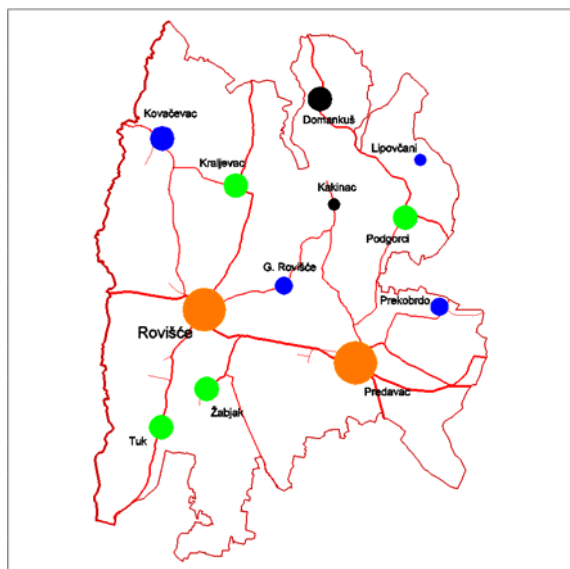 Kovačevac
Domankuš
Lipovčani
Kraljevac
Kakinac
Podgorci
G. Rovišće
Prekobrdo
Rovišće
Predavac
Žabjak
Tuk